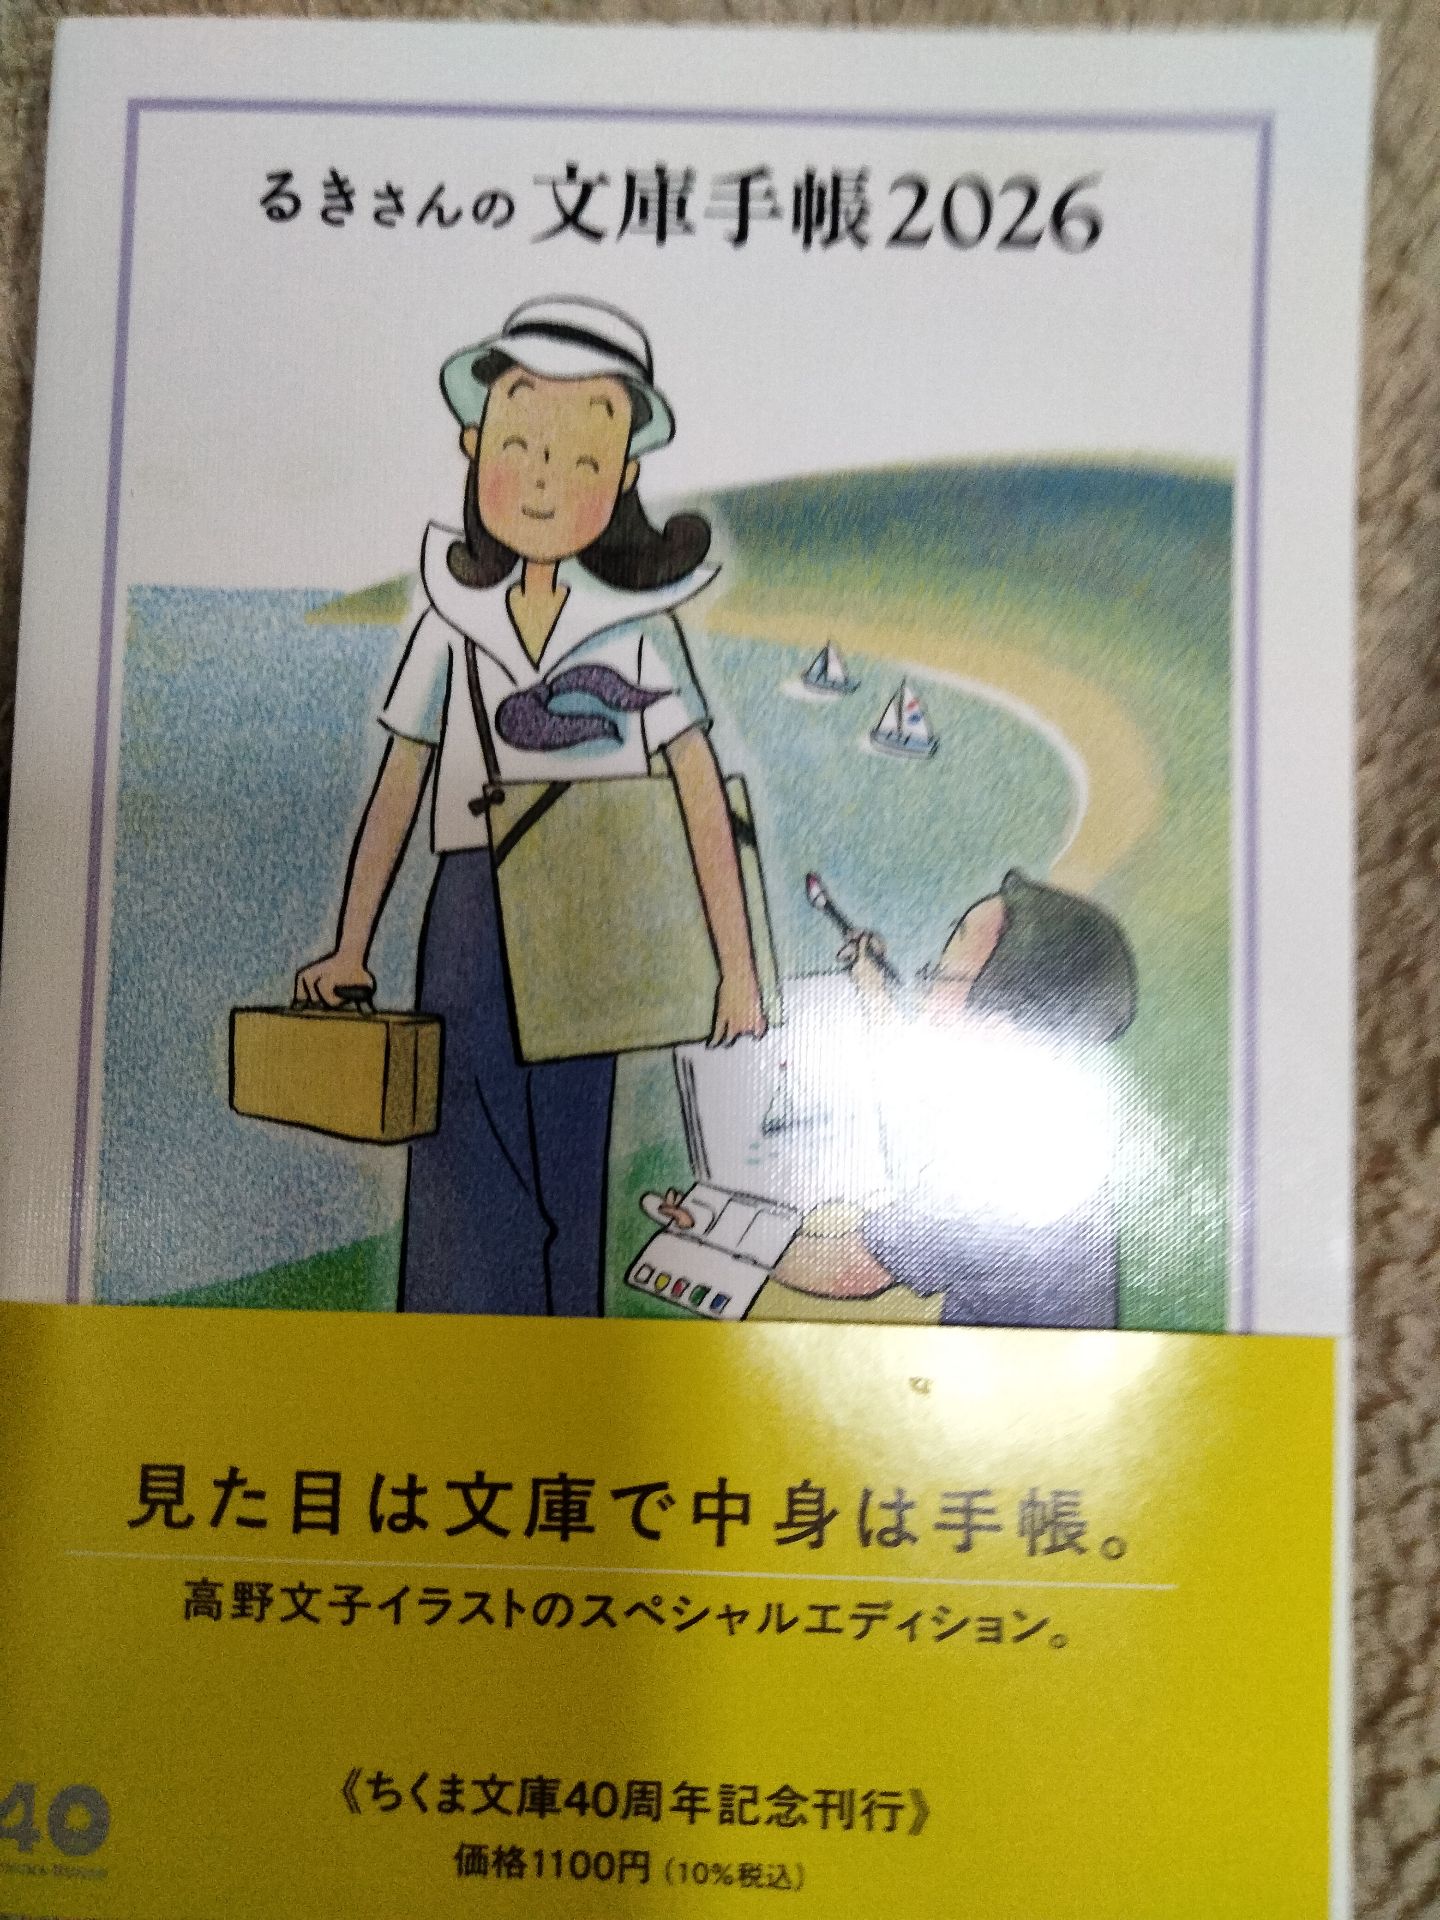 るきさんの 文庫手帳2026
見た目は文庫で中身は手帳。
高野文子イラストのスペシャルエディション。
《ちくま文庫40周年記念刊行》
価格1100円（10%税込）
40